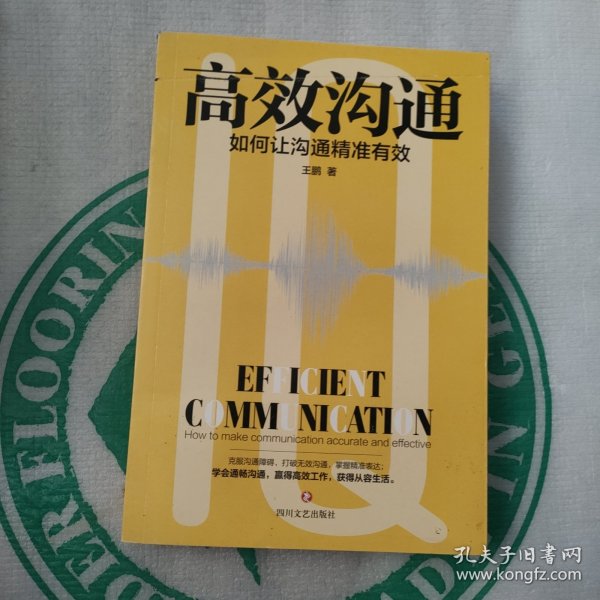 高效沟通
如何让沟通精准有效
王鹏 著
IQ
EFFICIENT
COMMUNICATION
How to make communication accurate and effective
克服沟通障碍，打破无效沟通，掌握精准表达；
学会通畅沟通，赢得高效工作，获得从容生活。
四川文艺出版社
DER FLOORING
孔夫子旧书网
www.kongfz.com